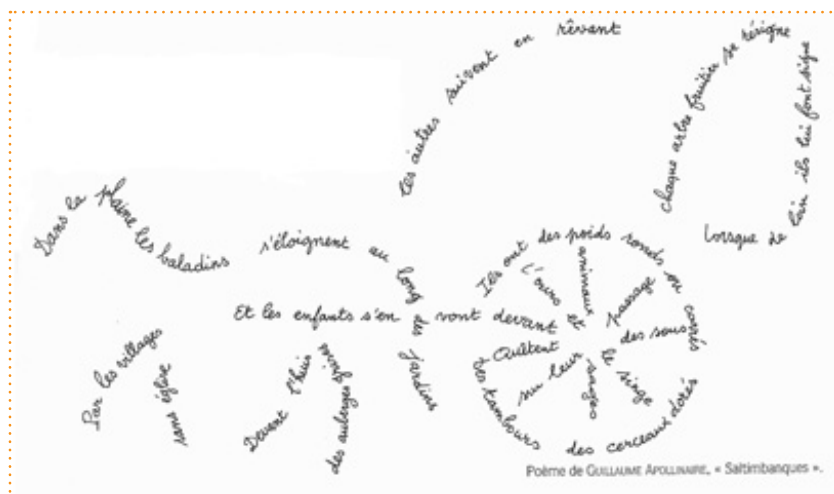 Dans la plaine les baladins
s'éloignent au long des jardins
Devant l'huis des auberges grises
Par les villages sans église
Et les enfants s'en vont devant
Les autres suivent en rêvant
chaque arbre fruitier se résigne
Lorsque de loin ils lui font signe
Ils ont des poids ronds ou carrés
Des tambours des cerceaux dorés
L'ours et le singe animaux sages
Quêtent des sous sur leur passage
Poème de GUILLAUME APOLLINAIRE, « Saltimbanques ».